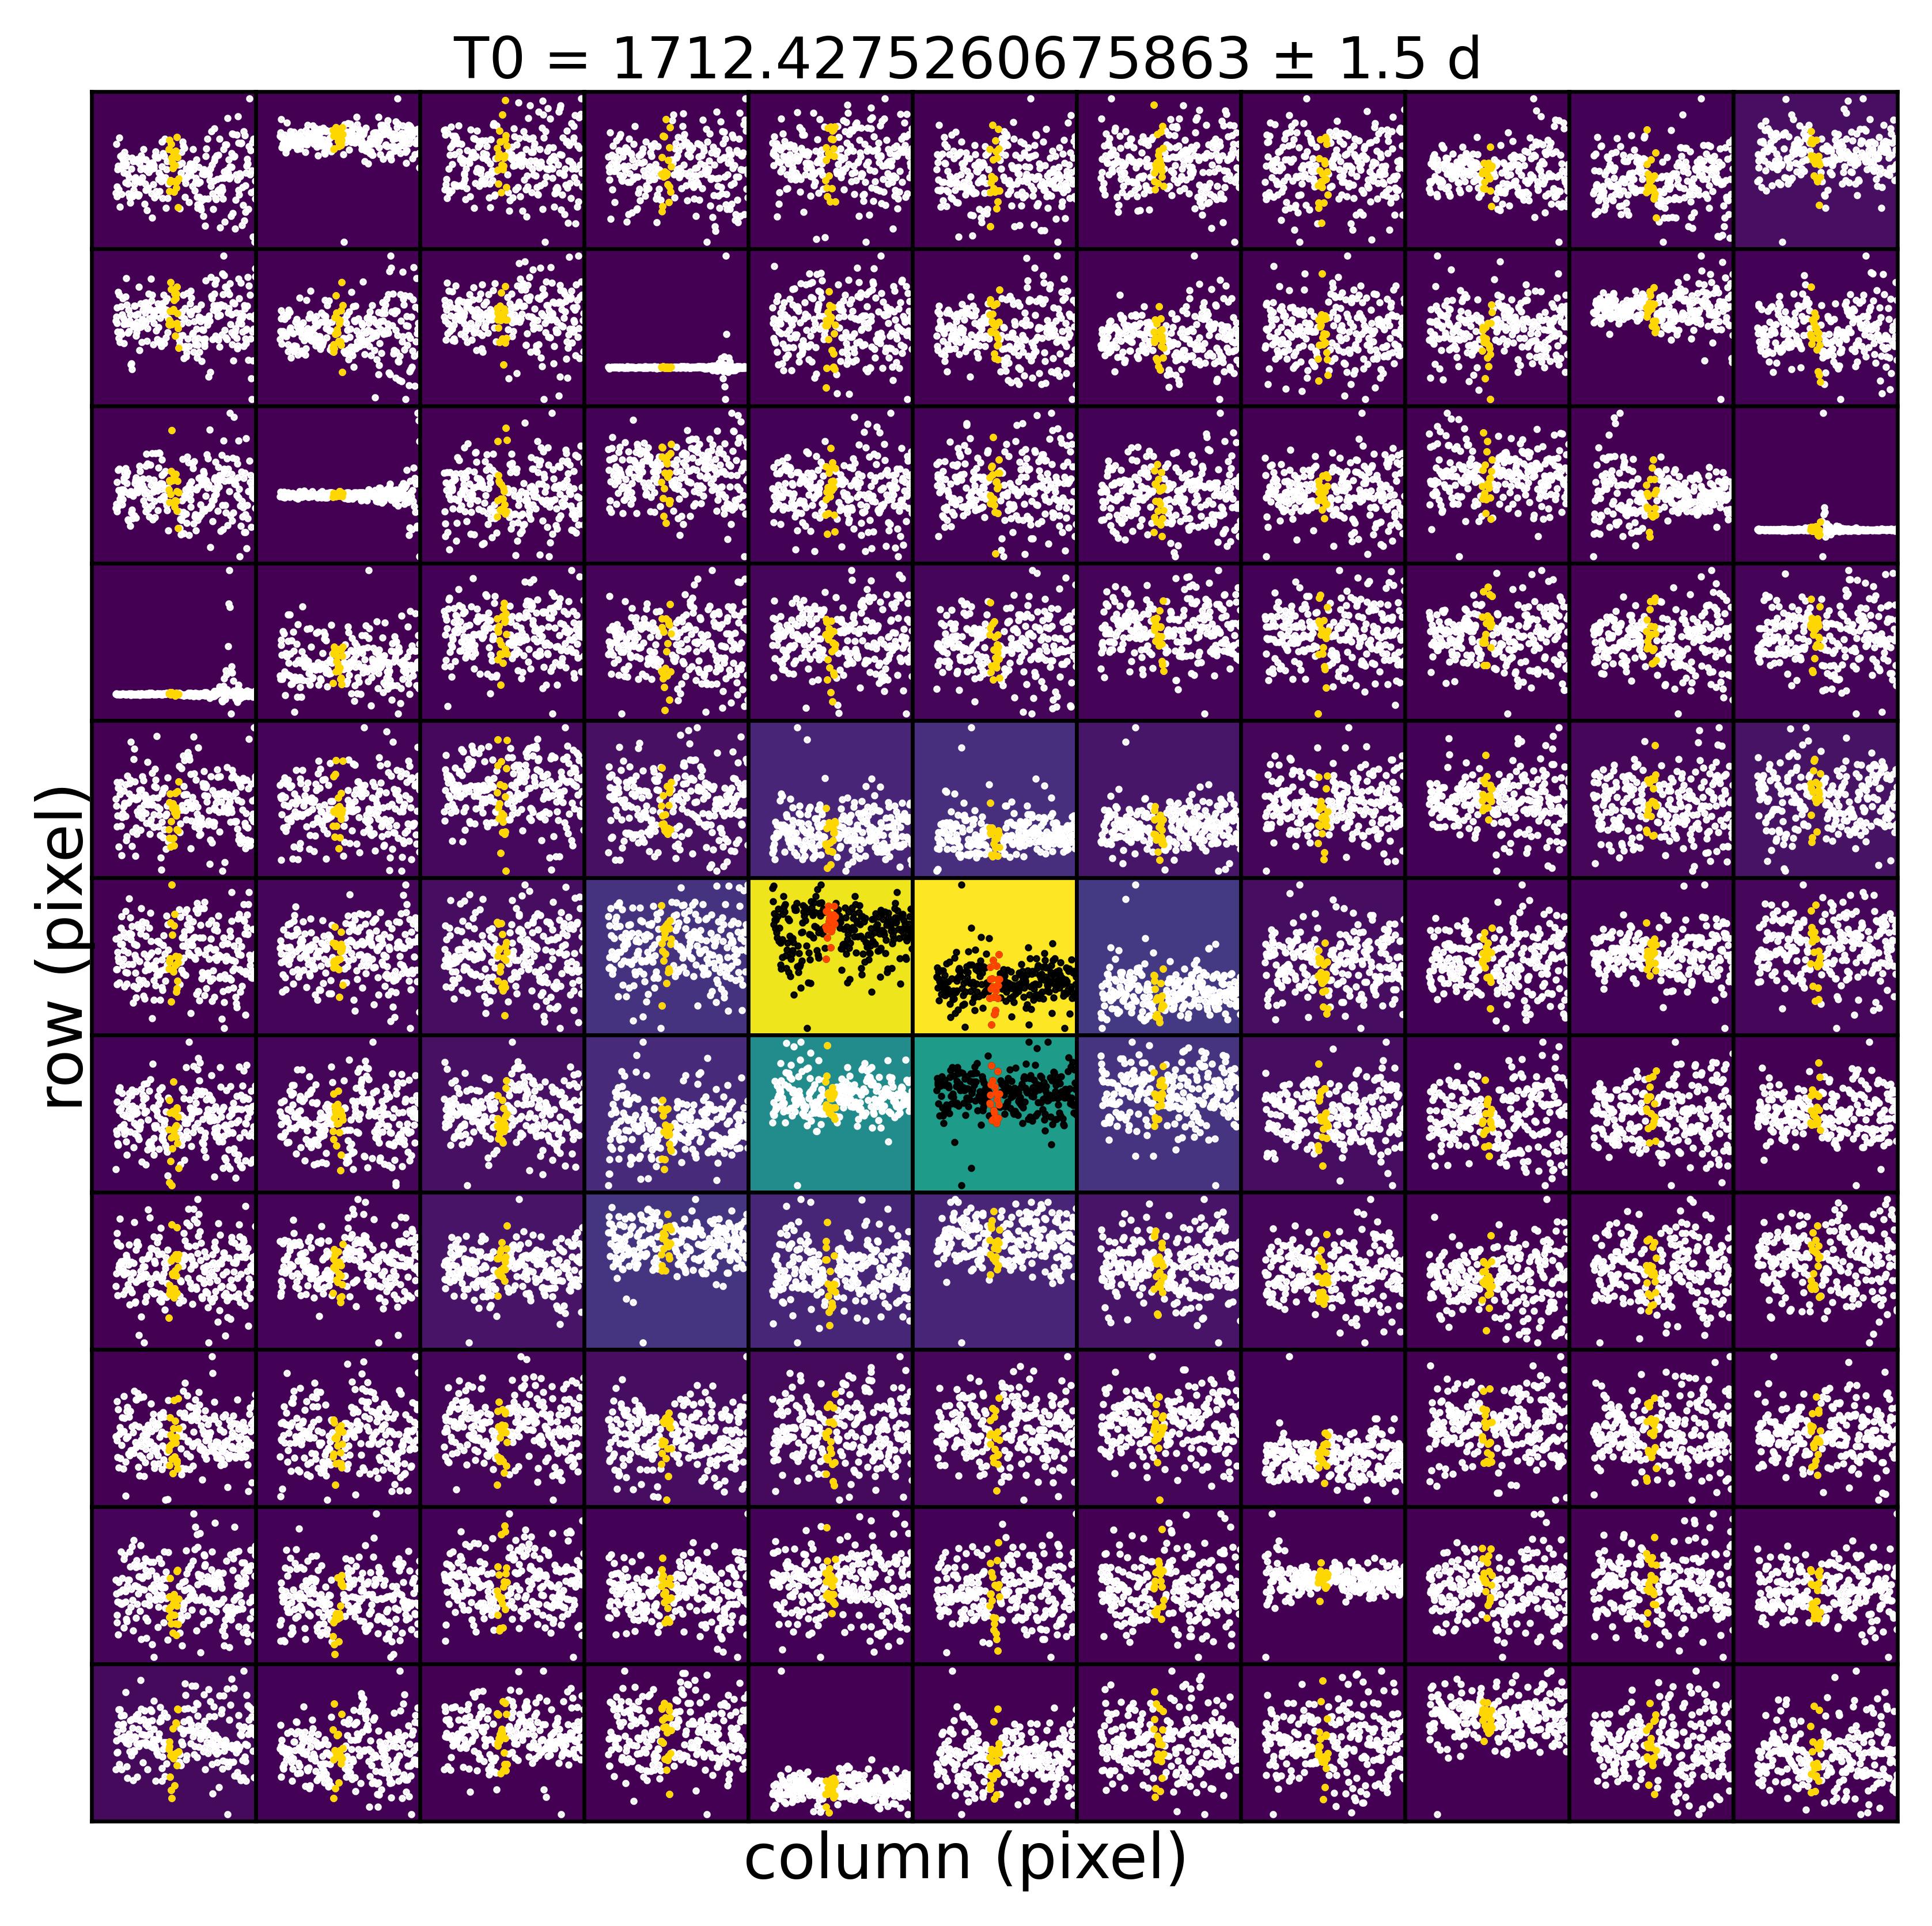 T0 = 1712.4275260675863 ± 1.5 d
row (pixel)
column (pixel)